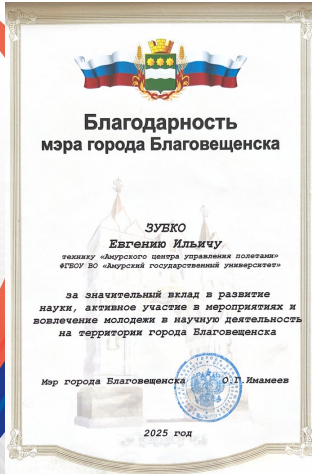 Благодарность
мэра города Благовещенска
ЗУБКО
Евгению Ильичу
технику «Амурского центра управления полетами»
ФГБОУ ВО «Амурский государственный университет»
за значительный вклад в развитие
науки, активное участие в мероприятиях и
вовлечение молодежи в научную деятельность
на территории города Благовещенска
Мэр города Благовещенска О.Г.Имамеев
2025 год